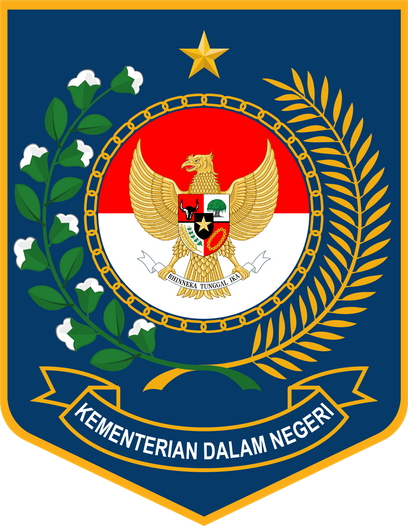 BHINNEKA TUNGGAL IKA
KEMENTERIAN DALAM NEGERI